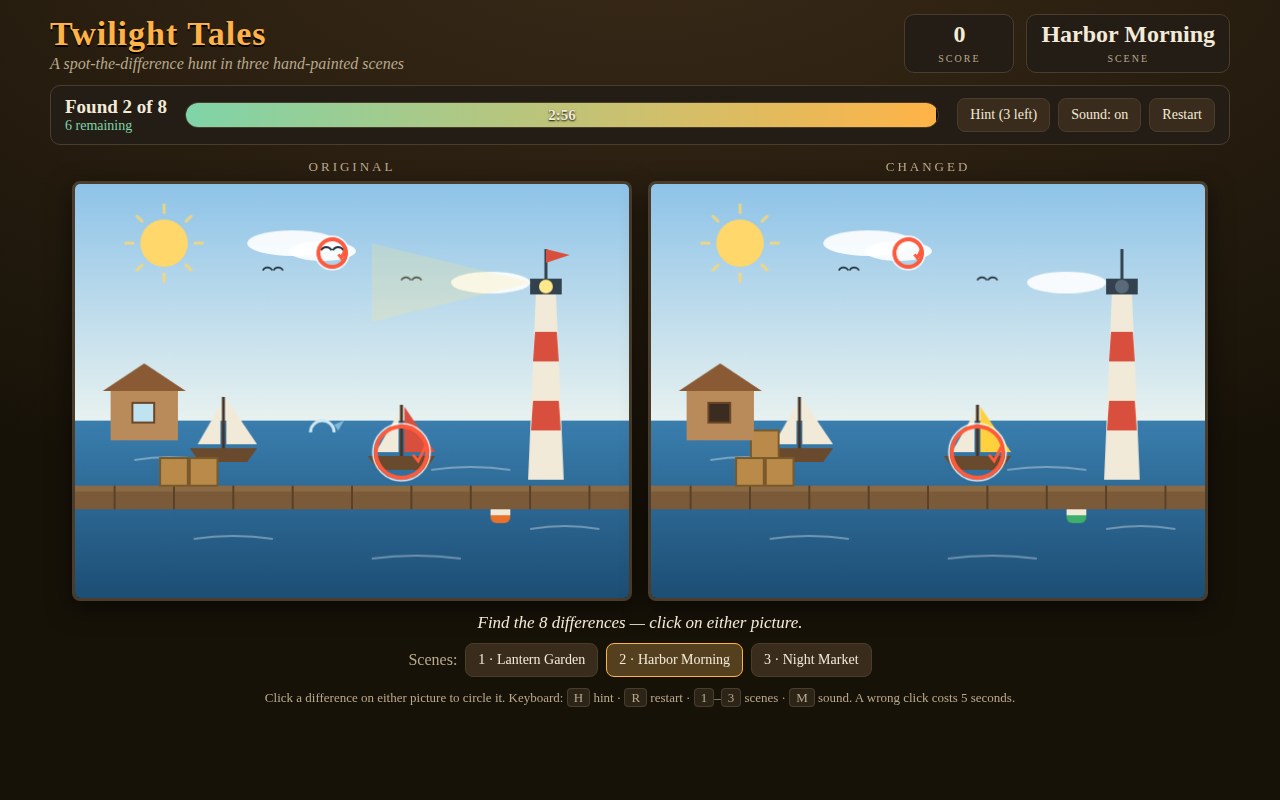 Twilight Tales
A spot-the-difference hunt in three hand-painted scenes
0
SCORE
Harbor Morning
SCENE
Found 2 of 8
6 remaining
2:56
Hint (3 left)
Sound: on
Restart
ORIGINAL
CHANGED
Find the 8 differences — click on either picture.
Scenes: 1 · Lantern Garden 2 · Harbor Morning 3 · Night Market
Click a difference on either picture to circle it. Keyboard: H hint · R restart · 1–3 scenes · M sound. A wrong click costs 5 seconds.